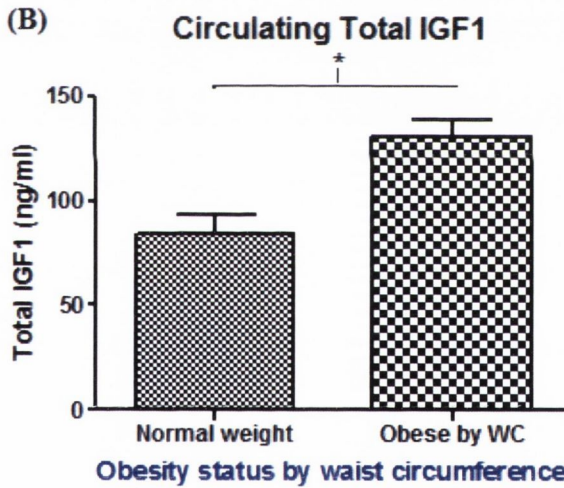 (B)
Circulating Total IGF1
*
150
100
50
0
Total IGF1 (ng/ml)
Normal weight
Obese by WC
Obesity status by waist circumference